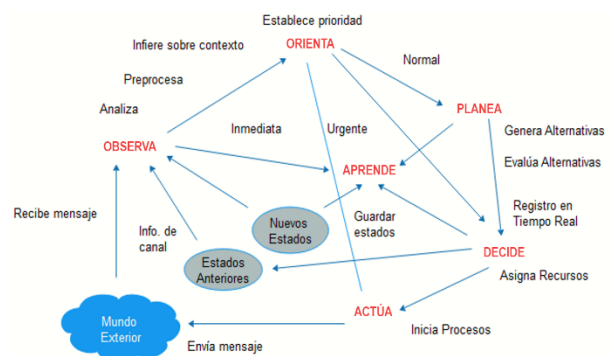 Establece prioridad
Infiere sobre contexto
ORIENTA
Normal
Preprocesa
Analiza
PLANEA
Inmediata
Urgente
Genera Alternativas
OBSERVA
APRENDE
Evalúa Alternativas
Recibe mensaje
Info. de
canal
Nuevos
Estados
Guardar
estados
Registro en
Tiempo Real
Estados
Anteriores
DECIDE
Asigna Recursos
Mundo
Exterior
ACTÚA
Inicia Procesos
Envía mensaje